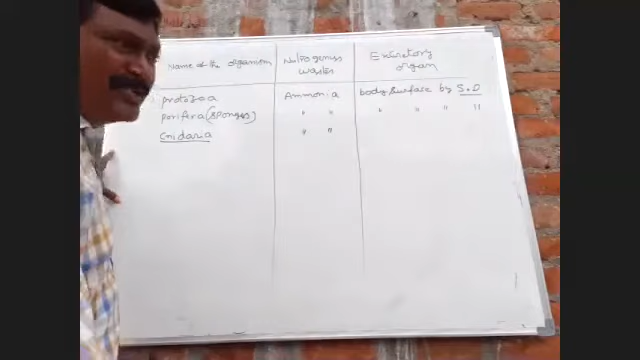 Name of the organism Nitrogenous wastes Excretory organ
protozoa Ammonia body surface by S.D
porifera (sponges) " " " " " "
Cnidaria " "